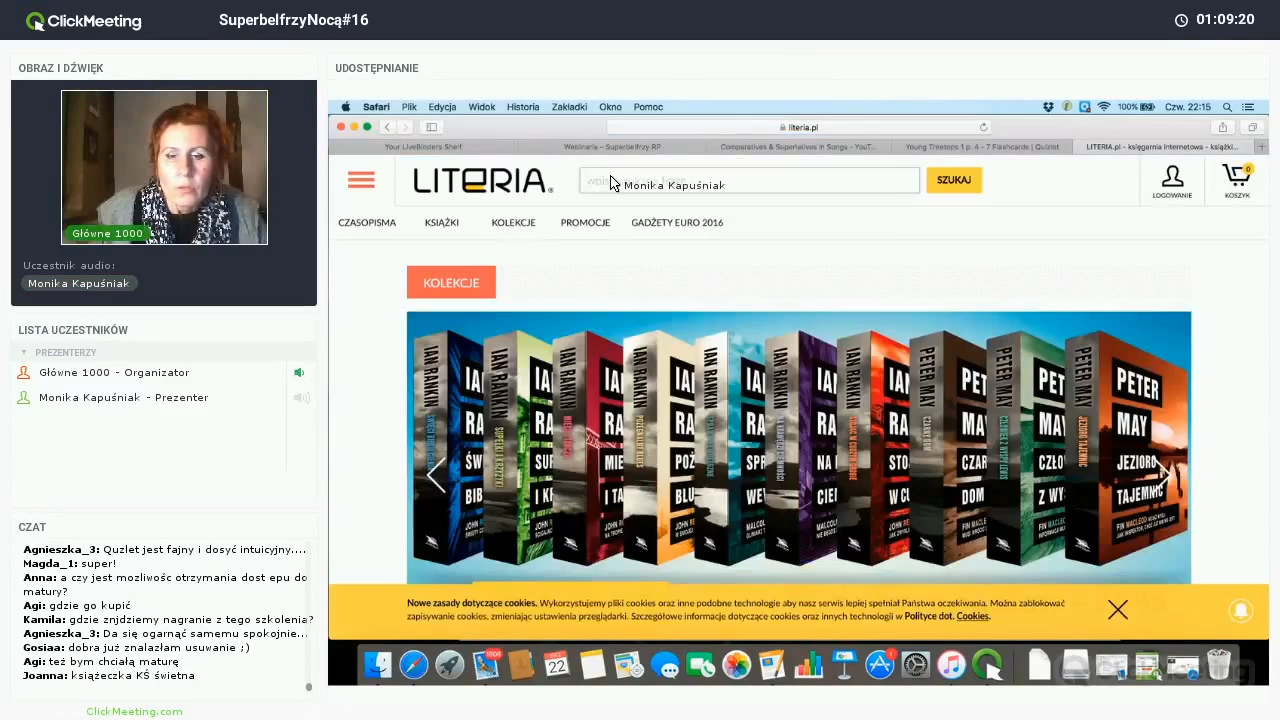 ClickMeeting
SuperbelfrzyNocą#16
01:09:20
OBRAZ I DŹWIĘK
Główne 1000
Uczestnik audio:
Monika Kapuśniak
LISTA UCZESTNIKÓW
PREZENTERZY
Główne 1000 - Organizator
Monika Kapuśniak - Prezenter
CZAT
Agnieszka_3: Quzlet jest fajny i dosyć intuicyjny....
Magda_1: super!
Anna: a czy jest mozliwośc otrzymania dost epu do
matury?
Agi: gdzie go kupić
Kamila: gdzie znjdziemy nagranie z tego szkolenia?
Agnieszka_3: Da się ogarnąć samemu spokojnie...
Gosiaa: dobra już znalazłam usuwanie ;)
Agi: też bym chciałą maturę
Joanna: książeczka KŚ świetna
ClickMeeting.com
UDOSTĘPNIANIE
Safari Plik Edycja Widok Historia Zakładki Okno Pomoc
100% Czw. 22:15
literia.pl
Your LiveBinders Shelf
Webinaria – Superbelfrzy RP
Comparatives & Superlatives in Songs - YouT...
Young Treetops 1 p. 4 - 7 Flashcards | Quizlet
LITERIA.pl - księgarnia internetowa - książki...
LITERIA
Monika Kapuśniak
SZUKAJ
LOGOWANIE
0
KOSZYK
CZASOPISMA KSIĄŻKI KOLEKCJE PROMOCJE GADŻETY EURO 2016
KOLEKCJE
IAN RANKIN
PETER MAY
PETER
MAY
JEZIORO
TAJEMNIC
Nowe zasady dotyczące cookies. Wykorzystujemy pliki cookies oraz inne podobne technologie aby nasz serwis lepiej spełniał Państwa oczekiwania. Można zablokować
zapisywanie cookies, zmieniając ustawienia przeglądarki. Szczegółowe informacje dotyczące cookies oraz innych technologii w Polityce dot. Cookies.
22